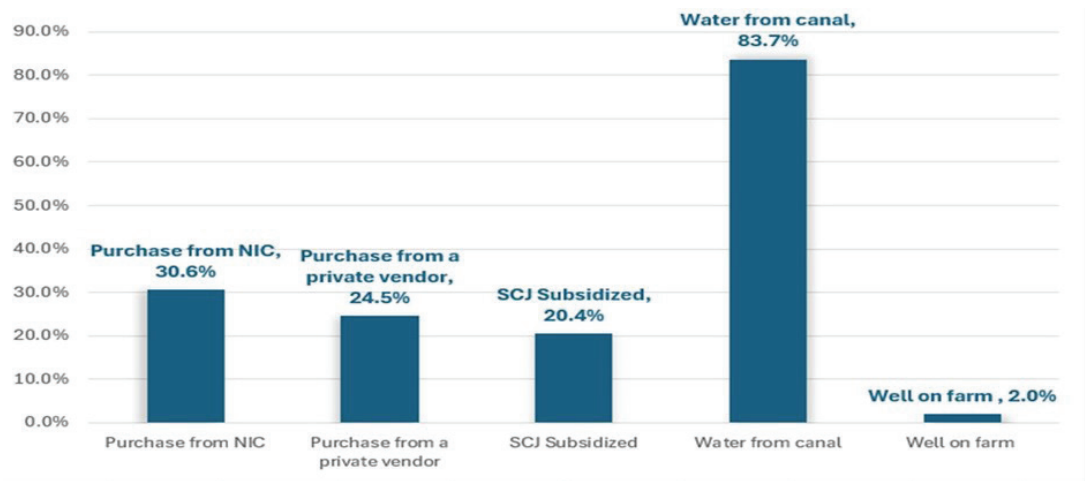 90.0%
80.0%
70.0%
60.0%
50.0%
40.0%
30.0%
20.0%
10.0%
0.0%
Purchase from NIC,
30.6%
Purchase from a
private vendor,
24.5%
SCJ Subsidized,
20.4%
Water from canal,
83.7%
Well on farm , 2.0%
Purchase from NIC
Purchase from a
private vendor
SCJ Subsidized
Water from canal
Well on farm